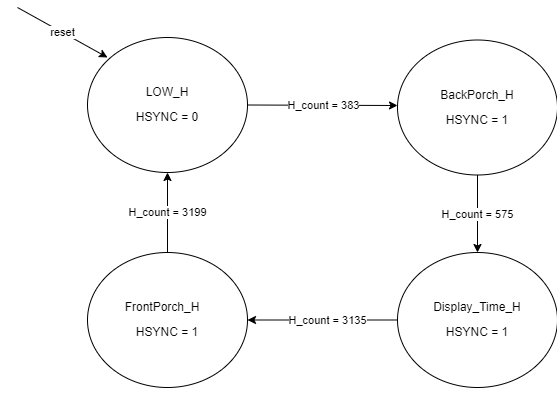 reset
LOW_H
HSYNC = 0
H_count = 383
BackPorch_H
HSYNC = 1
H_count = 3199
H_count = 575
FrontPorch_H
HSYNC = 1
H_count = 3135
Display_Time_H
HSYNC = 1